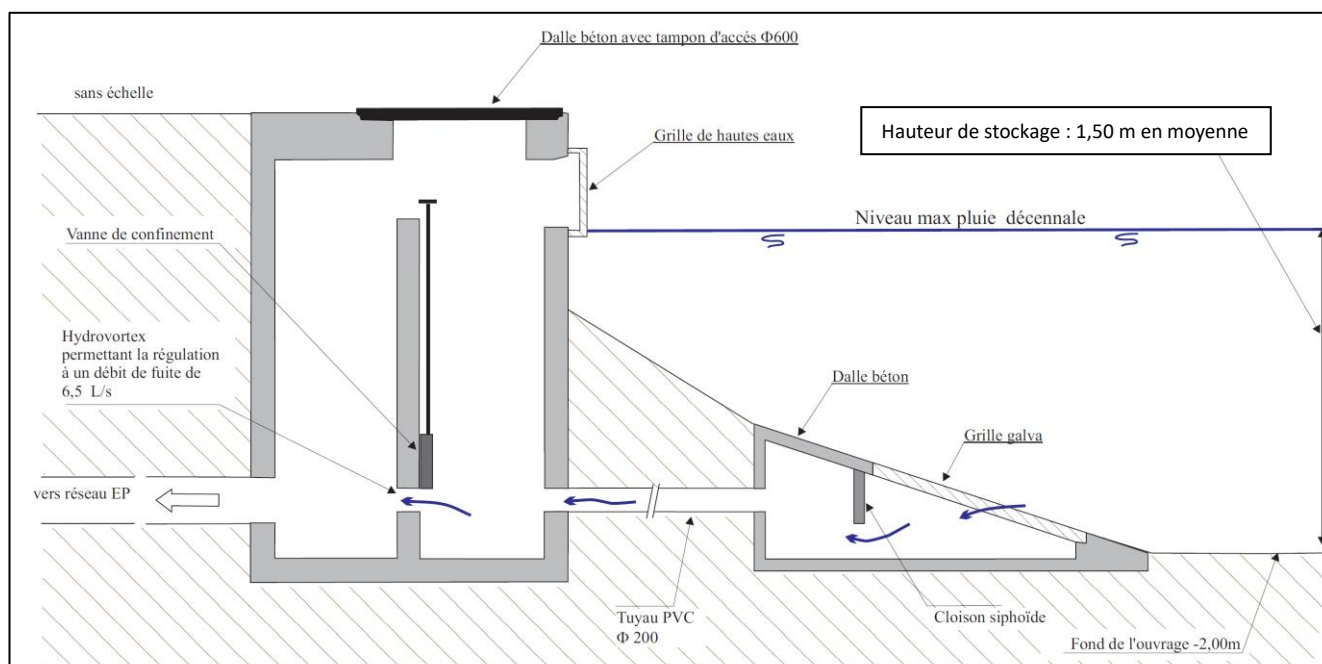 Dalle béton avec tampon d'accés Φ600
sans échelle
Grille de hautes eaux
Hauteur de stockage : 1,50 m en moyenne
Niveau max pluie décennale
Vanne de confinement
Hydrovortex
permettant la régulation
à un débit de fuite de
6,5 L/s
Dalle béton
Grille galva
vers réseau EP
Tuyau PVC
Φ 200
Cloison siphoïde
Fond de l'ouvrage -2,00m